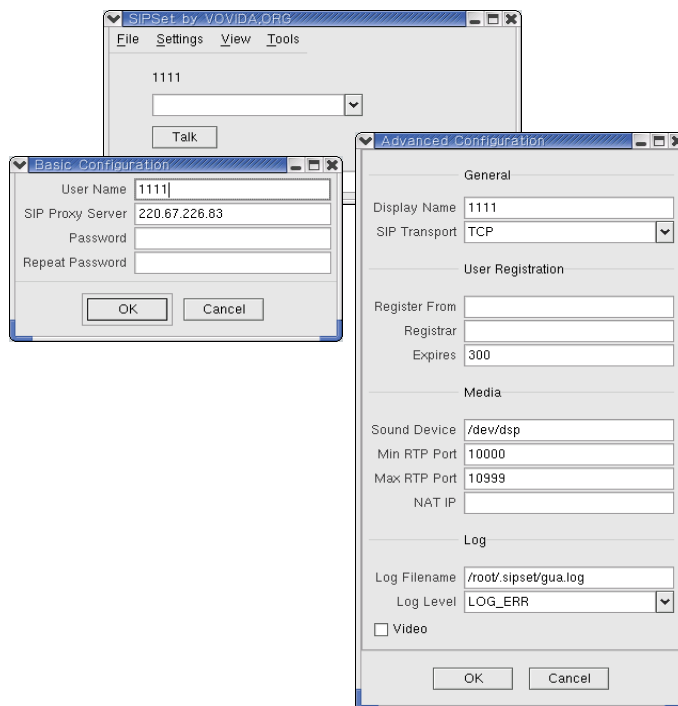 SIPSet by VOVIDA.ORG
File Settings View Tools
1111
Talk
Basic Configuration
User Name 1111
SIP Proxy Server 220.67.226.83
Password
Repeat Password
OK Cancel
Advanced Configuration
General
Display Name 1111
SIP Transport TCP
User Registration
Register From
Registrar
Expires 300
Media
Sound Device /dev/dsp
Min RTP Port 10000
Max RTP Port 10999
NAT IP
Log
Log Filename /root/.sipset/gua.log
Log Level LOG_ERR
Video
OK Cancel